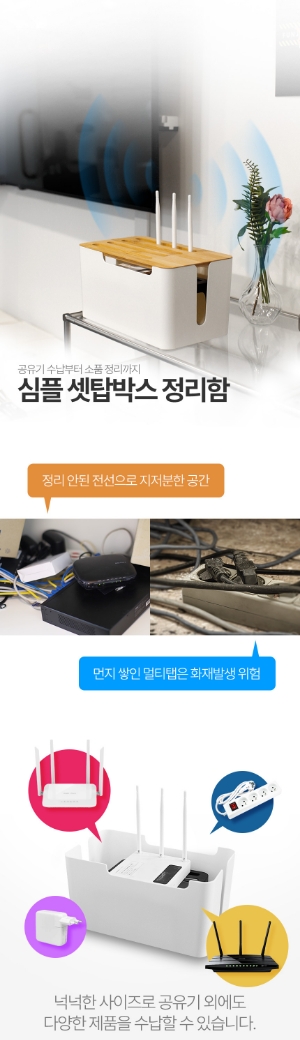 공유기 수납부터 소품 정리까지
심플 셋탑박스 정리함
정리 안된 전선으로 지저분한 공간
먼지 쌓인 멀티탭은 화재발생 위험
넉넉한 사이즈로 공유기 외에도
다양한 제품을 수납할 수 있습니다.